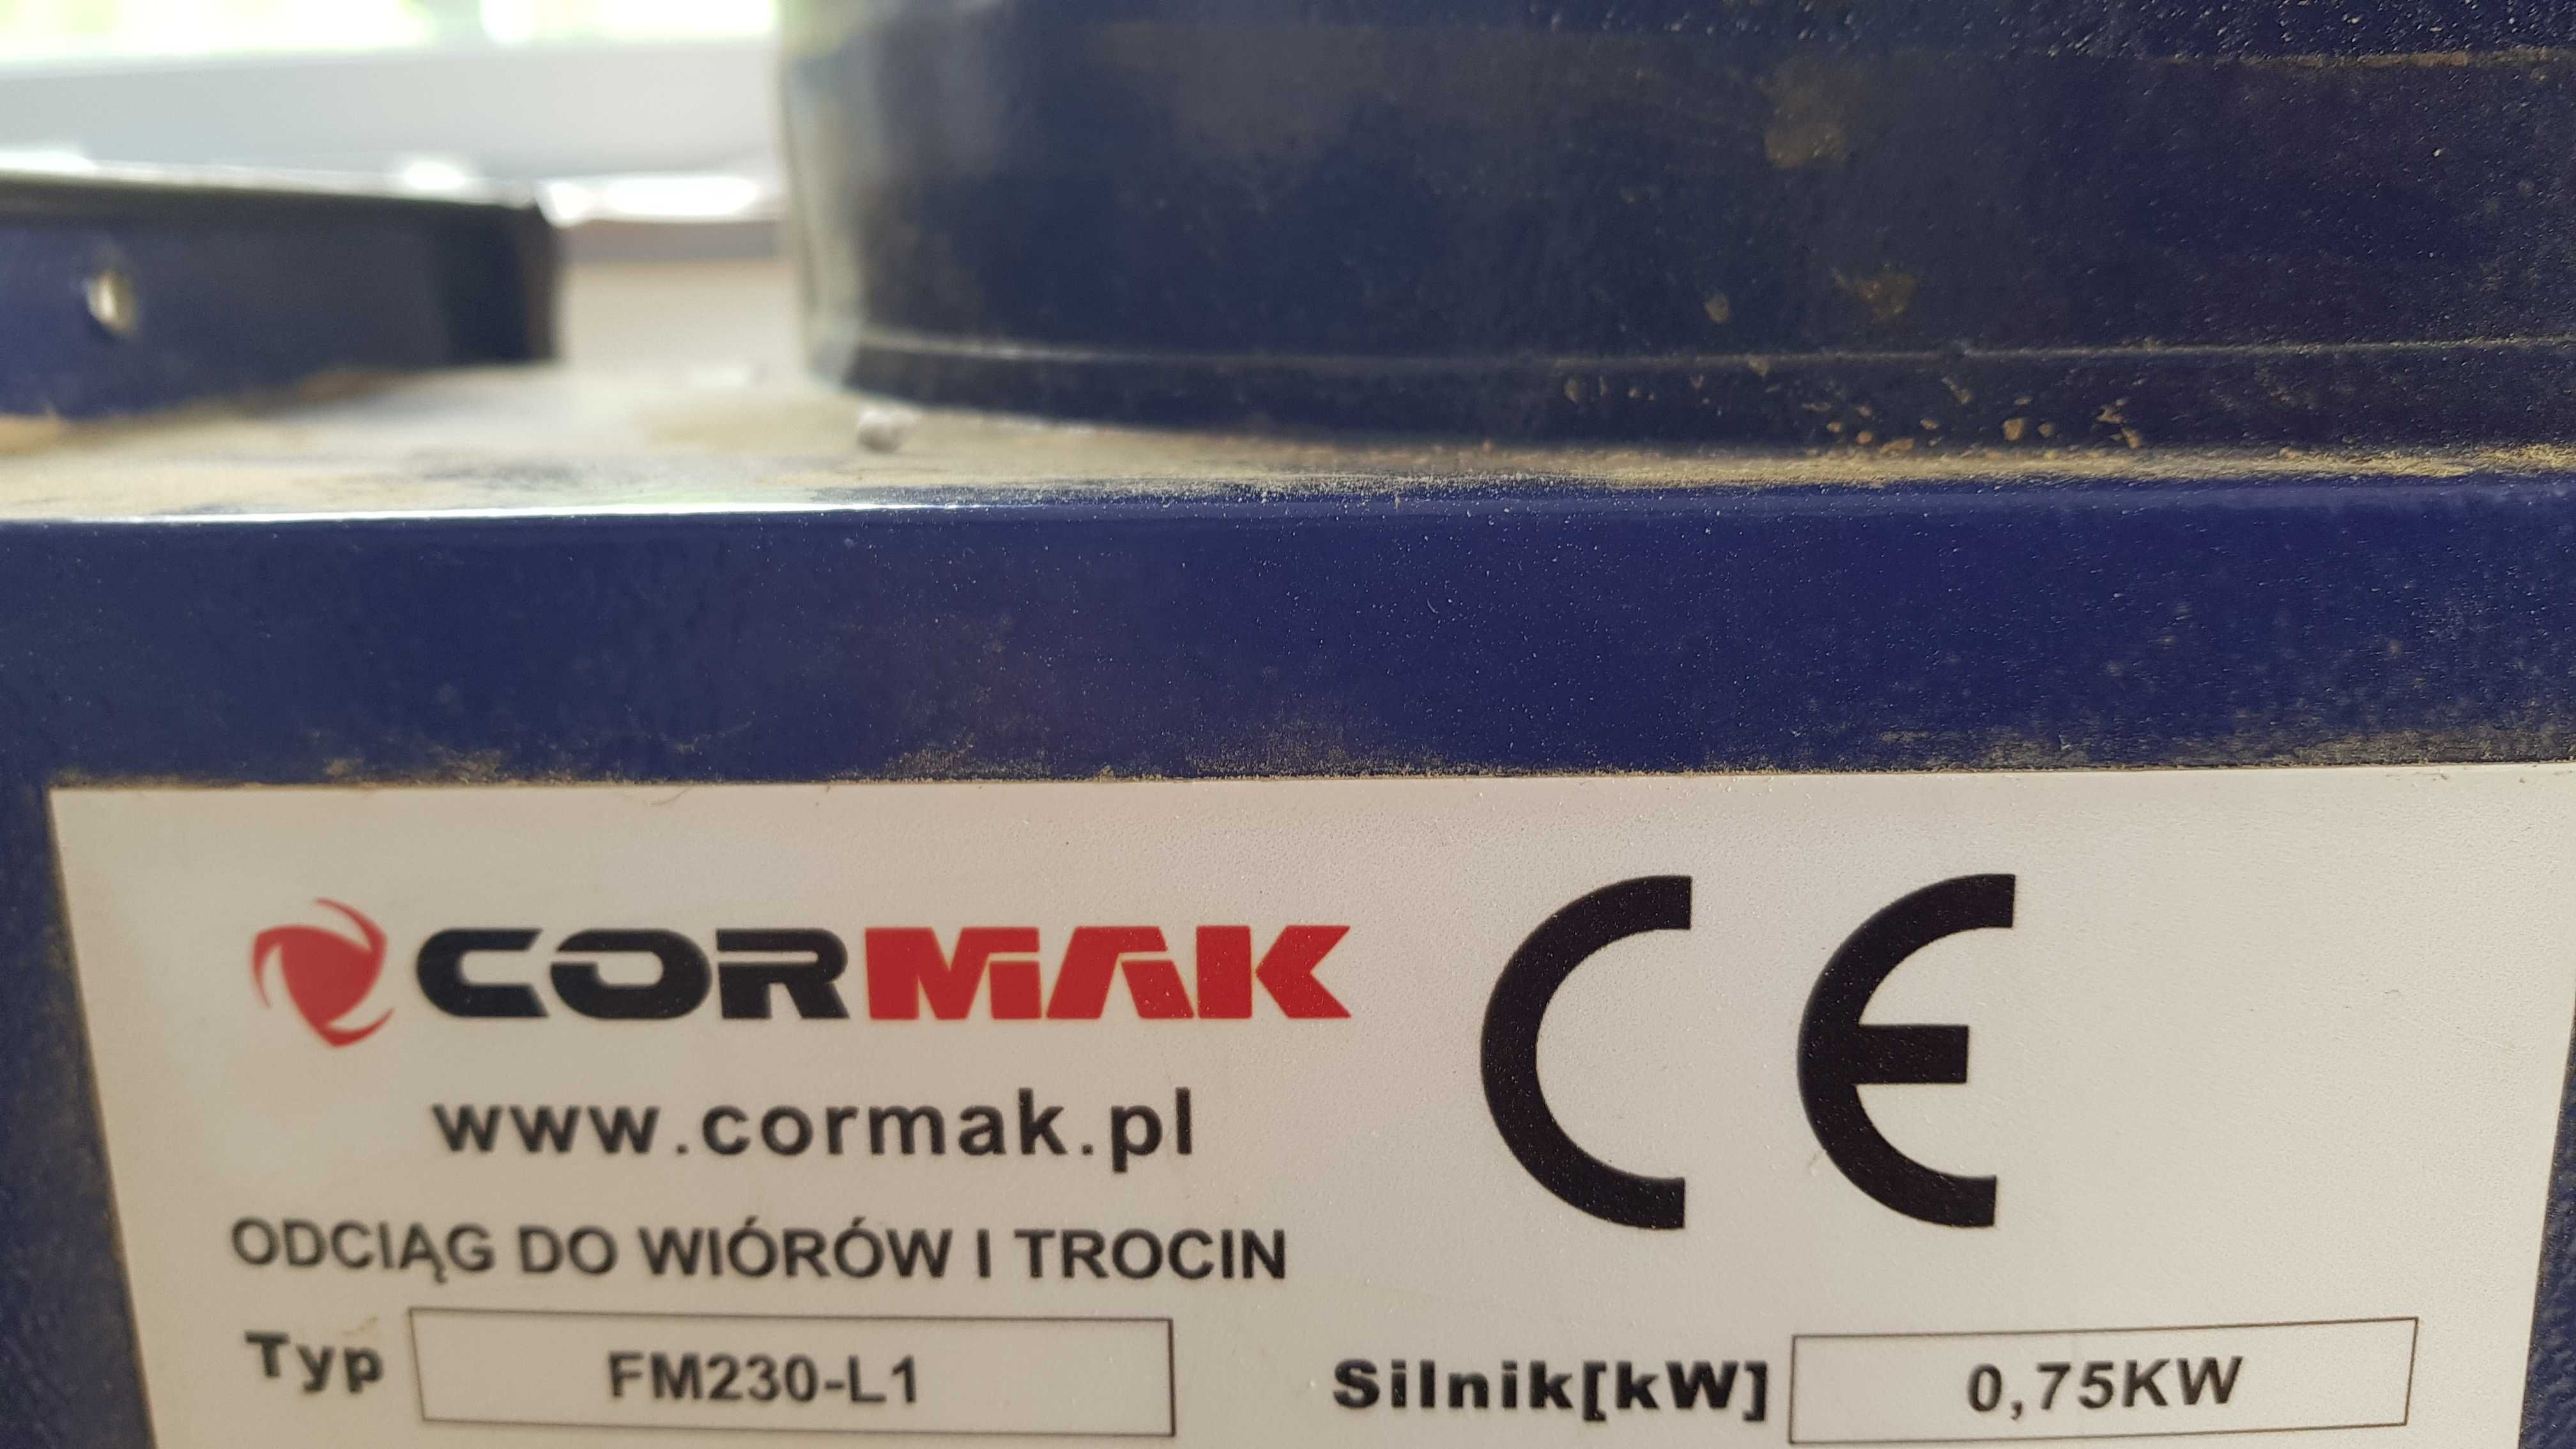 CORMAK CE
www.cormak.pl
ODCIĄG DO WIÓRÓW I TROCIN
Typ FM230-L1 Silnik[kW] 0,75KW